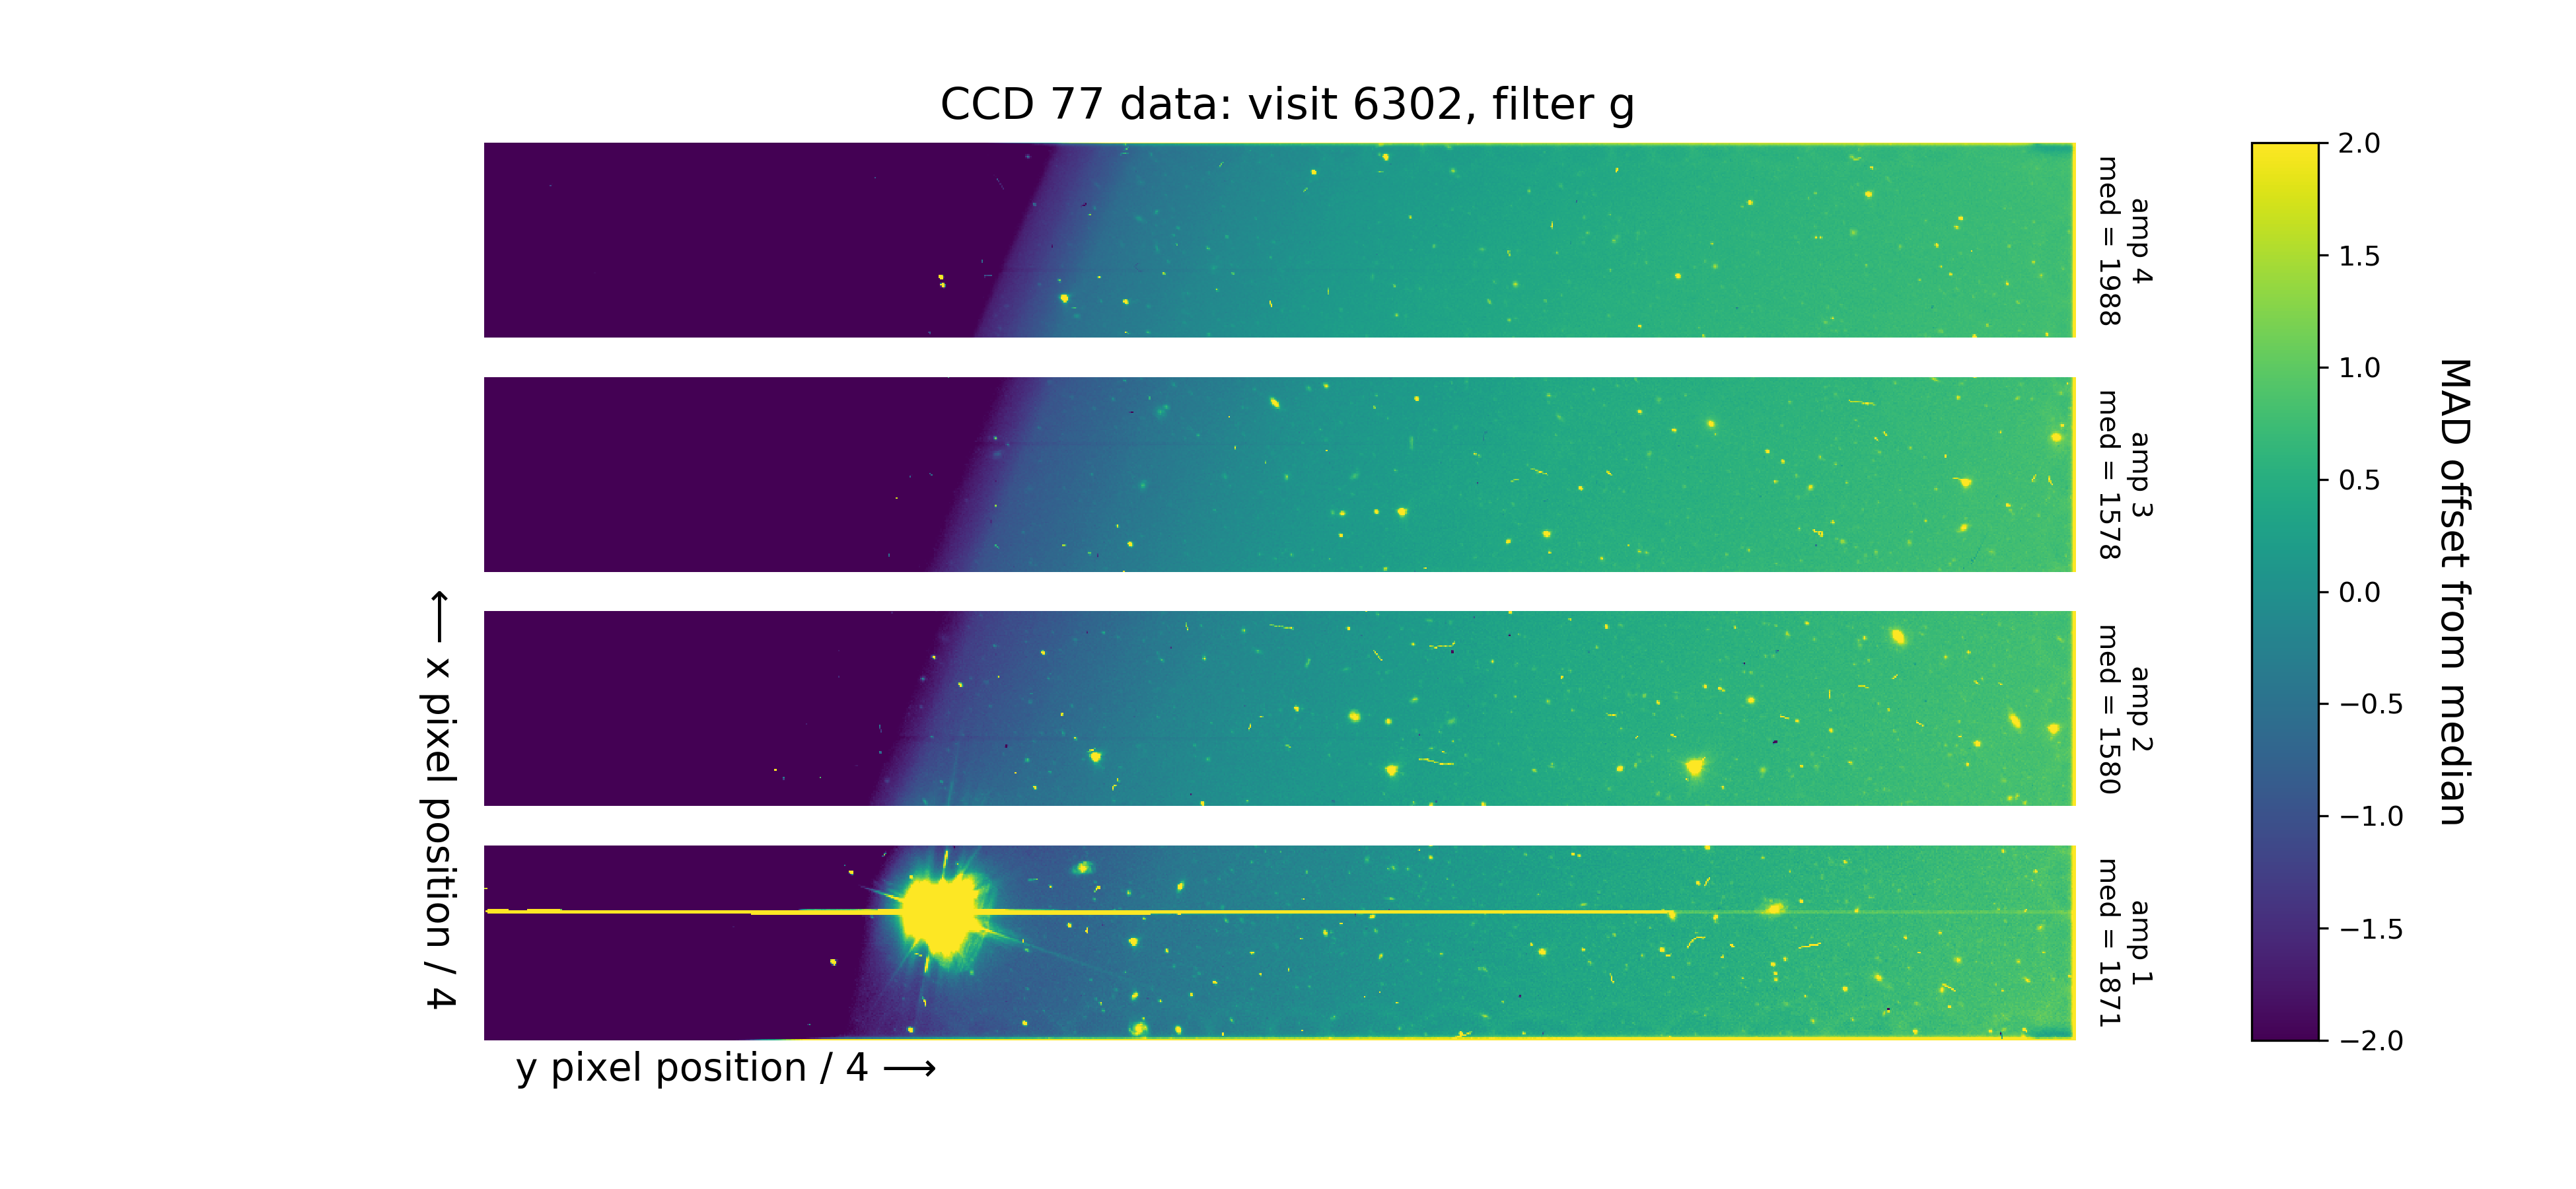 CCD 77 data: visit 6302, filter g
amp 4
med = 1988
amp 3
med = 1578
amp 2
med = 1580
amp 1
med = 1871
⟵ x pixel position / 4
y pixel position / 4 ⟶
2.0
1.5
1.0
0.5
0.0
−0.5
−1.0
−1.5
−2.0
MAD offset from median